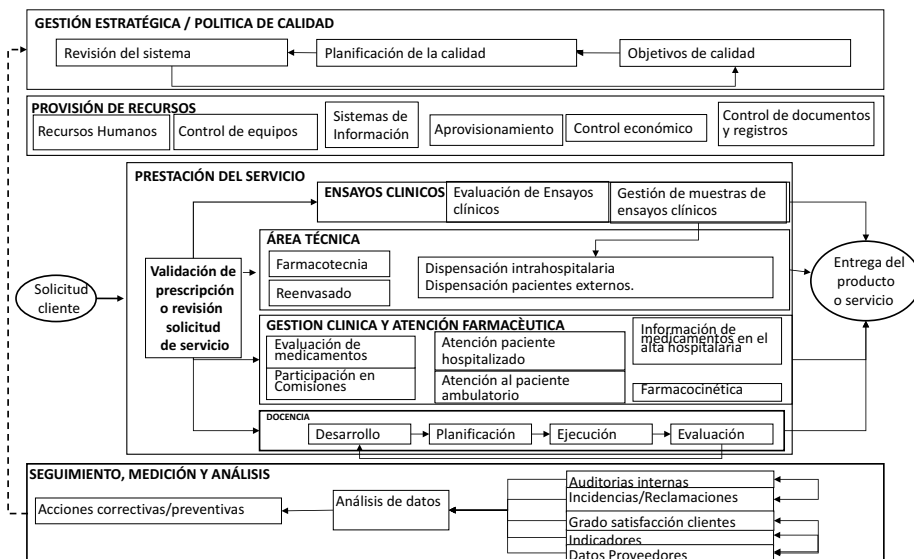 GESTIÓN ESTRATÉGICA / POLITICA DE CALIDAD
Revisión del sistema
Planificación de la calidad
Objetivos de calidad
PROVISIÓN DE RECURSOS
Recursos Humanos
Control de equipos
Sistemas de
Información
Aprovisionamiento
Control económico
Control de documentos
y registros
PRESTACIÓN DEL SERVICIO
Solicitud
cliente
Validación de
prescripción
o revisión
solicitud
de servicio
ENSAYOS CLINICOS
Evaluación de Ensayos
clínicos
Gestión de muestras de
ensayos clínicos
ÁREA TÉCNICA
Farmacotecnia
Reenvasado
Dispensación intrahospitalaria
Dispensación pacientes externos.
GESTION CLINICA Y ATENCIÓN FARMACÈUTICA
Evaluación de
medicamentos
Participación en
Comisiones
Atención paciente
hospitalizado
Atención al paciente
ambulatorio
Información de
medicamentos en el
alta hospitalaria
Farmacocinética
DOCENCIA
Desarrollo
Planificación
Ejecución
Evaluación
Entrega del
producto
o servicio
SEGUIMIENTO, MEDICIÓN Y ANÁLISIS
Acciones correctivas/preventivas
Análisis de datos
Auditorias internas
Incidencias/Reclamaciones
Grado satisfacción clientes
Indicadores
Datos Proveedores